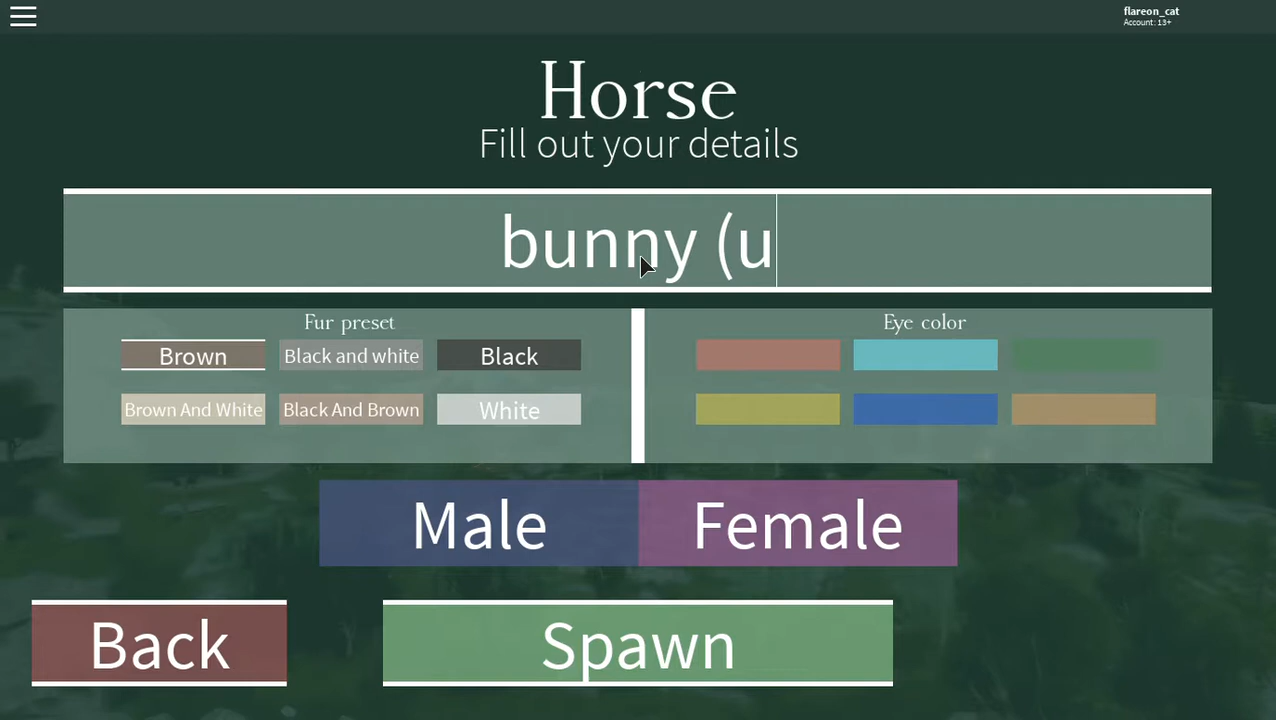 flareon_cat
Account: 13+
Horse
Fill out your details
bunny (u
Fur preset
Eye color
Brown
Black and white
Black
Brown And White
Black And Brown
White
Male
Female
Back
Spawn